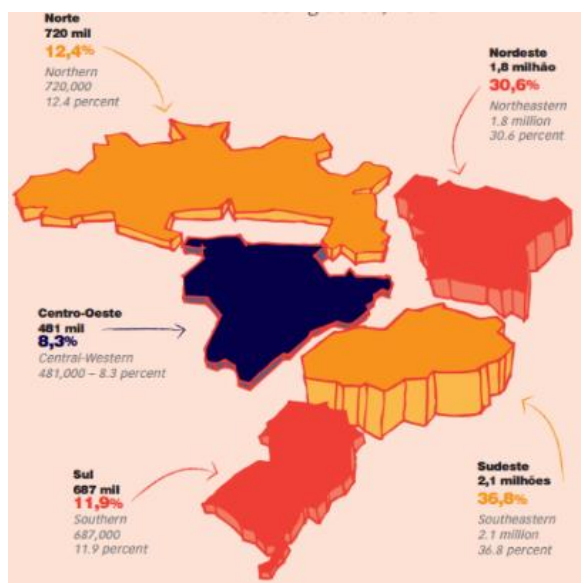 Norte
720 mil
12,4%
Northern
720,000
12.4 percent
Nordeste
1,8 milhão
30,6%
Northeastern
1.8 million
30.6 percent
Centro-Oeste
481 mil
8,3%
Central-Western
481,000 – 8.3 percent
Sul
687 mil
11,9%
Southern
687,000
11.9 percent
Sudeste
2,1 milhões
36,8%
Southeastern
2.1 million
36.8 percent